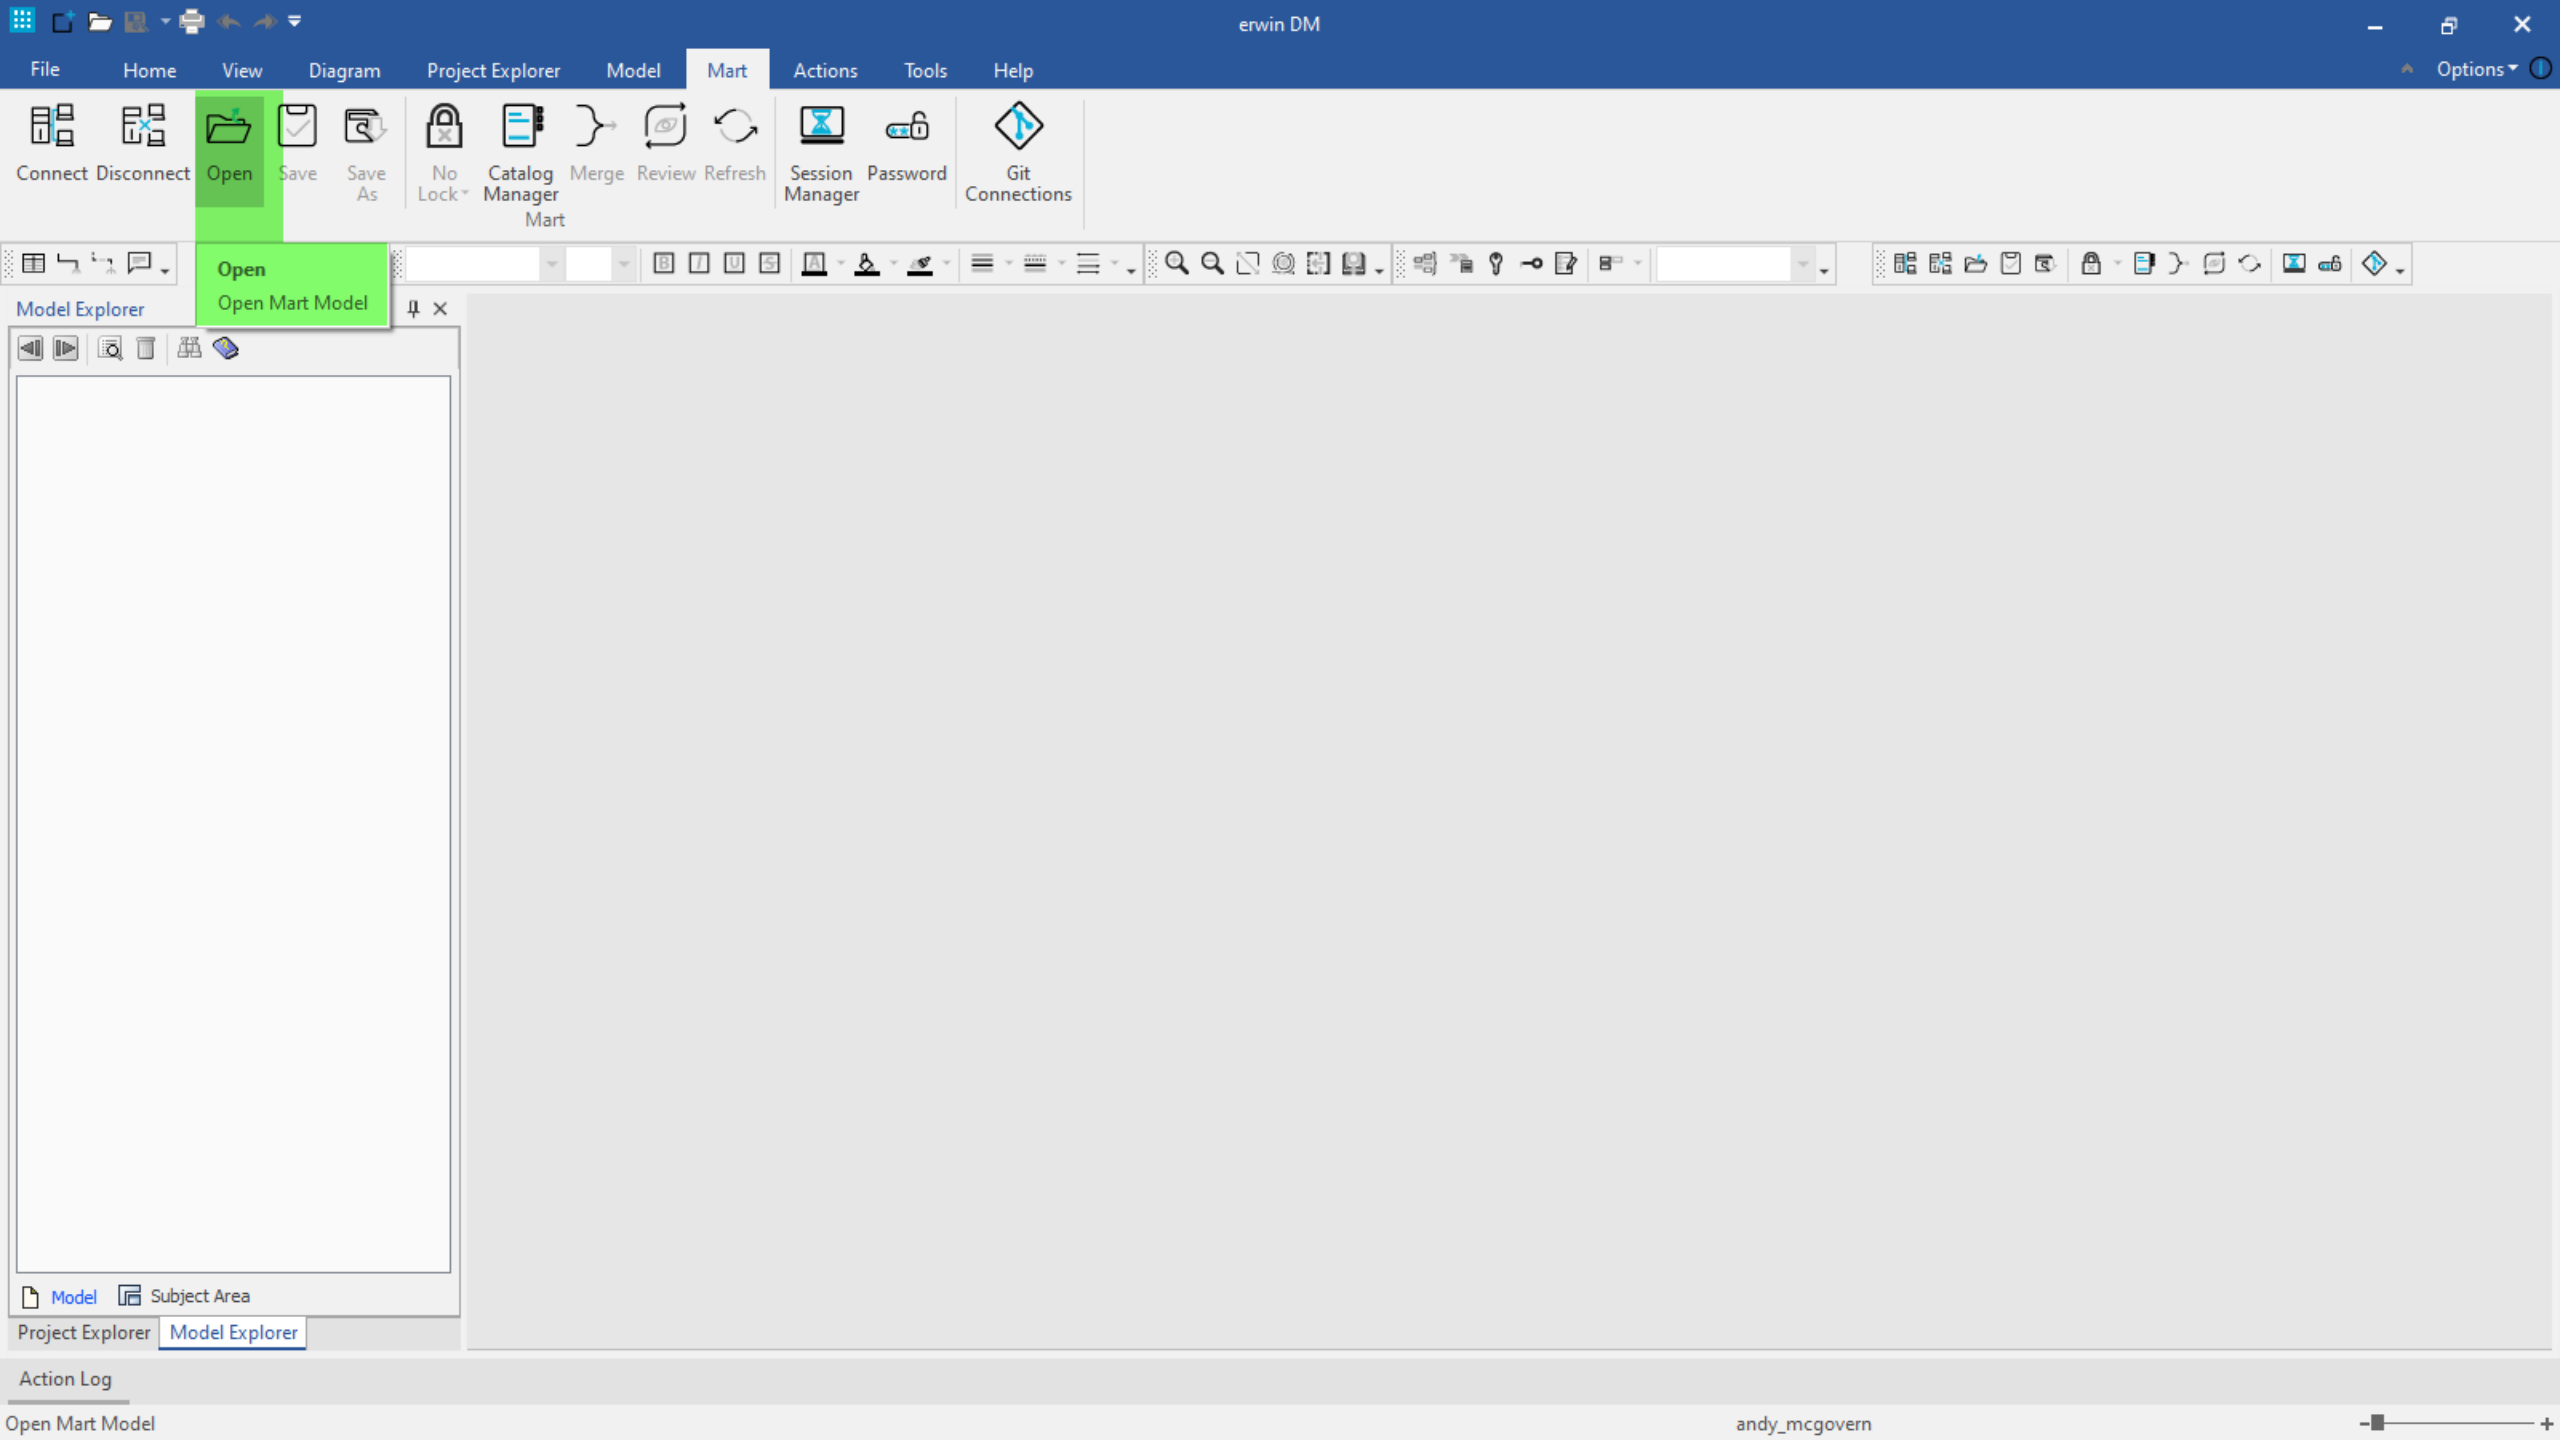 erwin DM
File Home View Diagram Project Explorer Model Mart Actions Tools Help Options
Connect Disconnect Open Save Save As No Lock Catalog Manager Merge Review Refresh Session Manager Password Git Connections
Mart
Open
Open Mart Model
Model Explorer
Model Subject Area
Project Explorer Model Explorer
Action Log
Open Mart Model andy_mcgovern